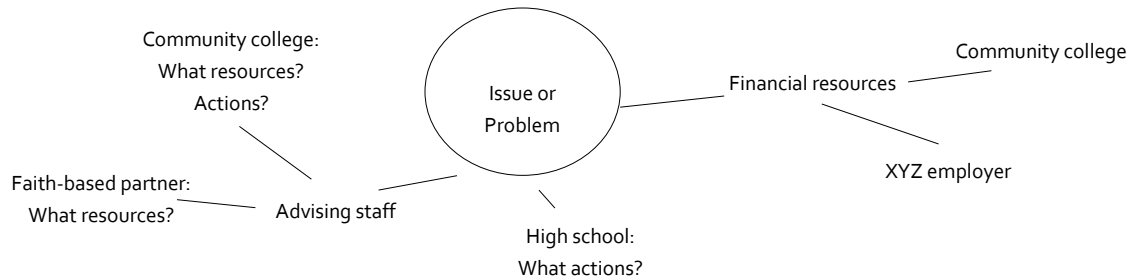 Community college:
What resources?
Actions?
Issue or
Problem
Financial resources
Community college
XYZ employer
Faith-based partner:
What resources?
Advising staff
High school:
What actions?